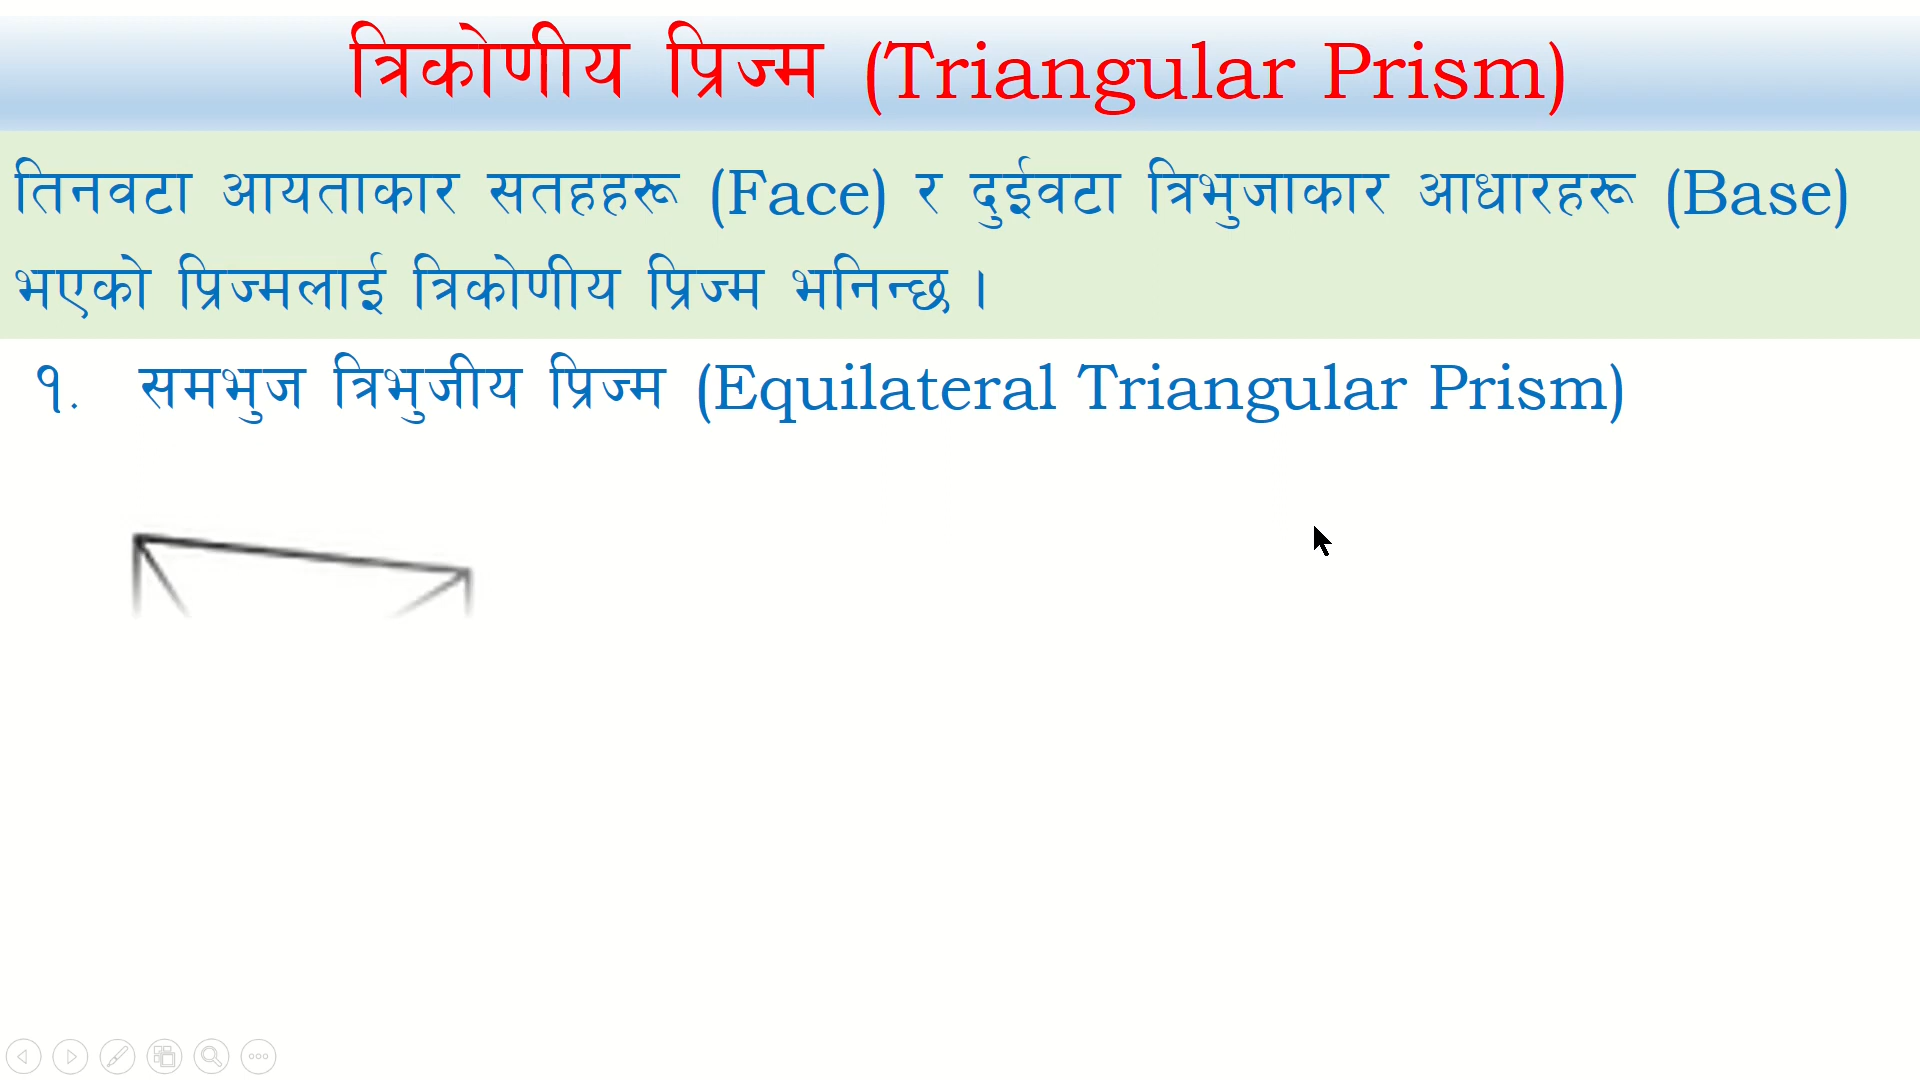 त्रिकोणीय प्रिज्म (Triangular Prism)
तिनवटा आयताकार सतहहरू (Face) र दुईवटा त्रिभुजाकार आधारहरू (Base)
भएको प्रिज्मलाई त्रिकोणीय प्रिज्म भनिन्छ ।
१. समभुज त्रिभुजीय प्रिज्म (Equilateral Triangular Prism)